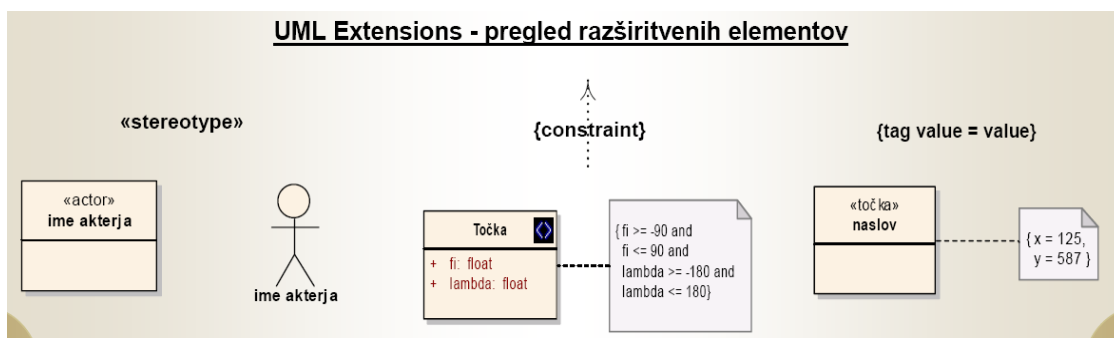 UML Extensions - pregled razširitvenih elementov
«stereotype»
{constraint}
{tag value = value}
«actor»
ime akterja
ime akterja
Točka
+ fi: float
+ lambda: float
{ fi >= -90 and
fi <= 90 and
lambda >= -180 and
lambda <= 180}
«točka»
naslov
{ x = 125,
y = 587 }